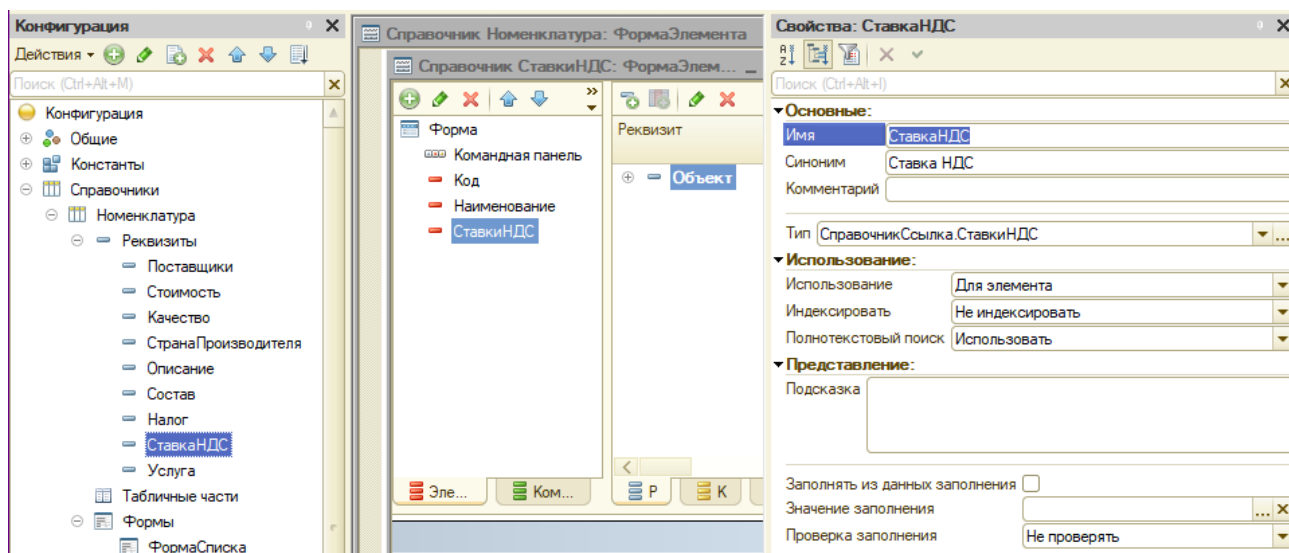 Конфигурация
Действия
Поиск (Ctrl+Alt+M)
Конфигурация
Общие
Константы
Справочники
Номенклатура
Реквизиты
Поставщики
Стоимость
Качество
СтранаПроизводителя
Описание
Состав
Налог
СтавкаНДС
Услуга
Табличные части
Формы
ФормаСписка
Справочник Номенклатура: ФормаЭлемента
Справочник СтавкиНДС: ФормаЭлем...
Форма
Командная панель
Код
Наименование
СтавкиНДС
Эле...
Ком...
Реквизит
Объект
Р
К
Свойства: СтавкаНДС
Поиск (Ctrl+Alt+I)
Основные:
Имя СтавкаНДС
Синоним Ставка НДС
Комментарий
Тип СправочникСсылка.СтавкиНДС
Использование:
Использование Для элемента
Индексировать Не индексировать
Полнотекстовый поиск Использовать
Представление:
Подсказка
Заполнять из данных заполнения
Значение заполнения
Проверка заполнения Не проверять